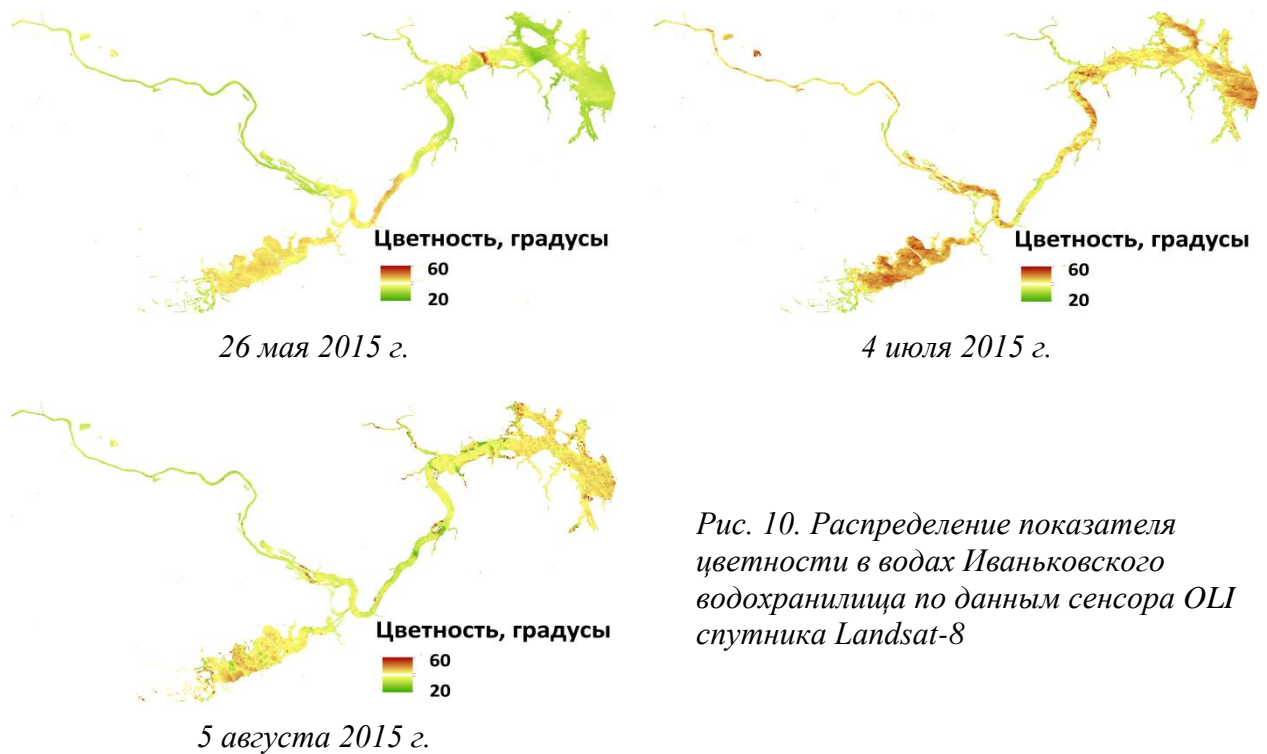 Цветность, градусы
60
20
26 мая 2015 г.
Цветность, градусы
60
20
4 июля 2015 г.
Цветность, градусы
60
20
5 августа 2015 г.
Рис. 10. Распределение показателя
цветности в водах Иваньковского
водохранилища по данным сенсора OLI
спутника Landsat-8